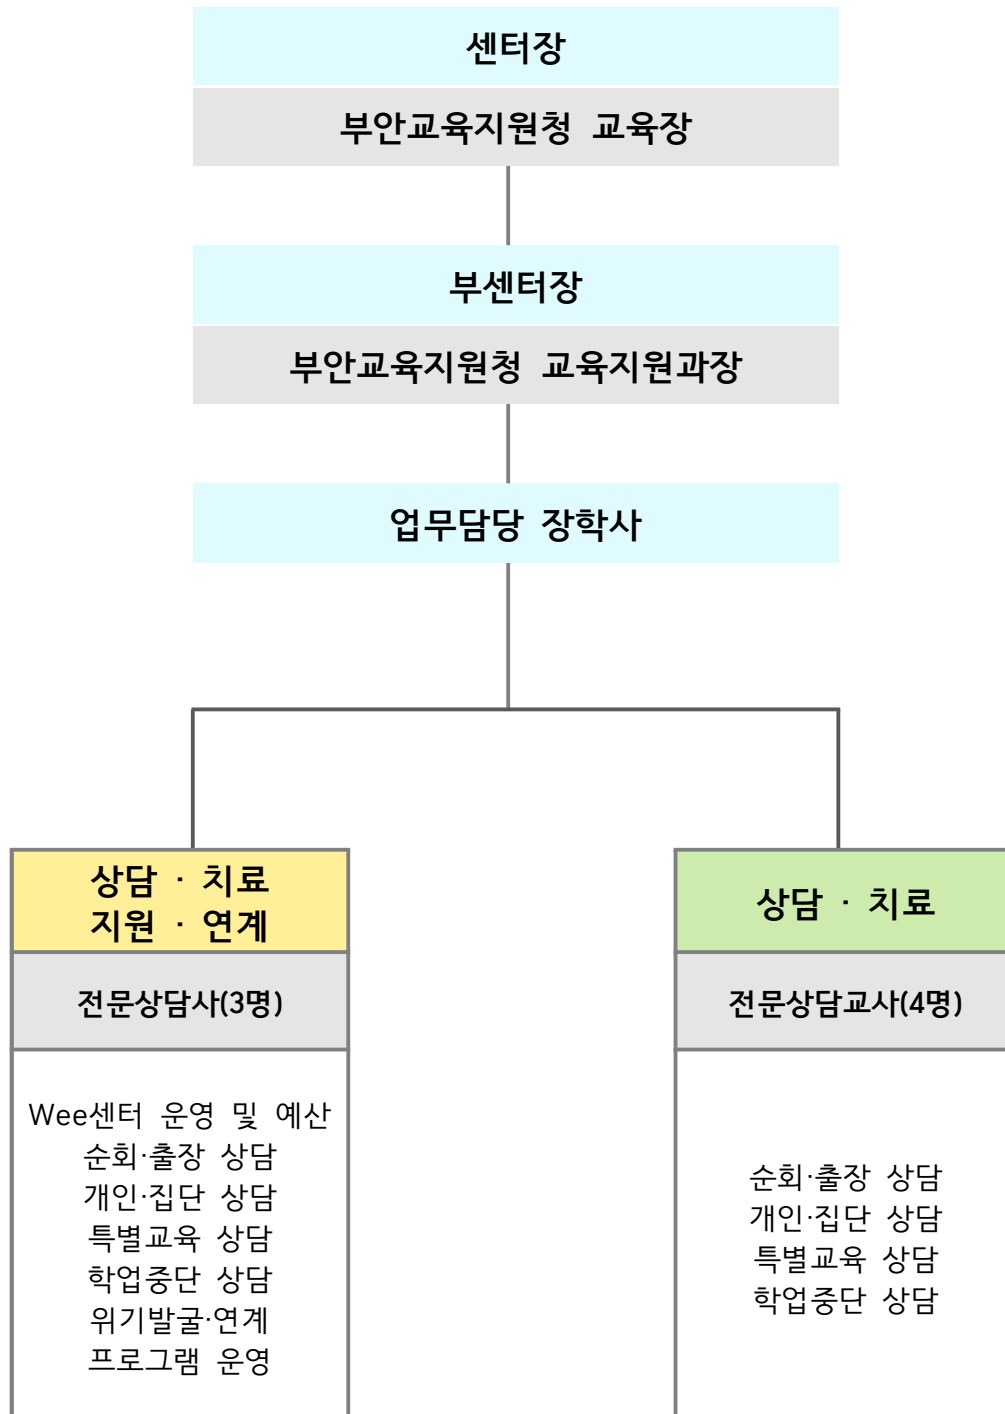 센터장
부안교육지원청 교육장
부센터장
부안교육지원청 교육지원과장
업무담당 장학사
상담 · 치료
지원 · 연계
전문상담사(3명)
Wee센터 운영 및 예산
순회·출장 상담
개인·집단 상담
특별교육 상담
학업중단 상담
위기발굴·연계
프로그램 운영
상담 · 치료
전문상담교사(4명)
순회·출장 상담
개인·집단 상담
특별교육 상담
학업중단 상담